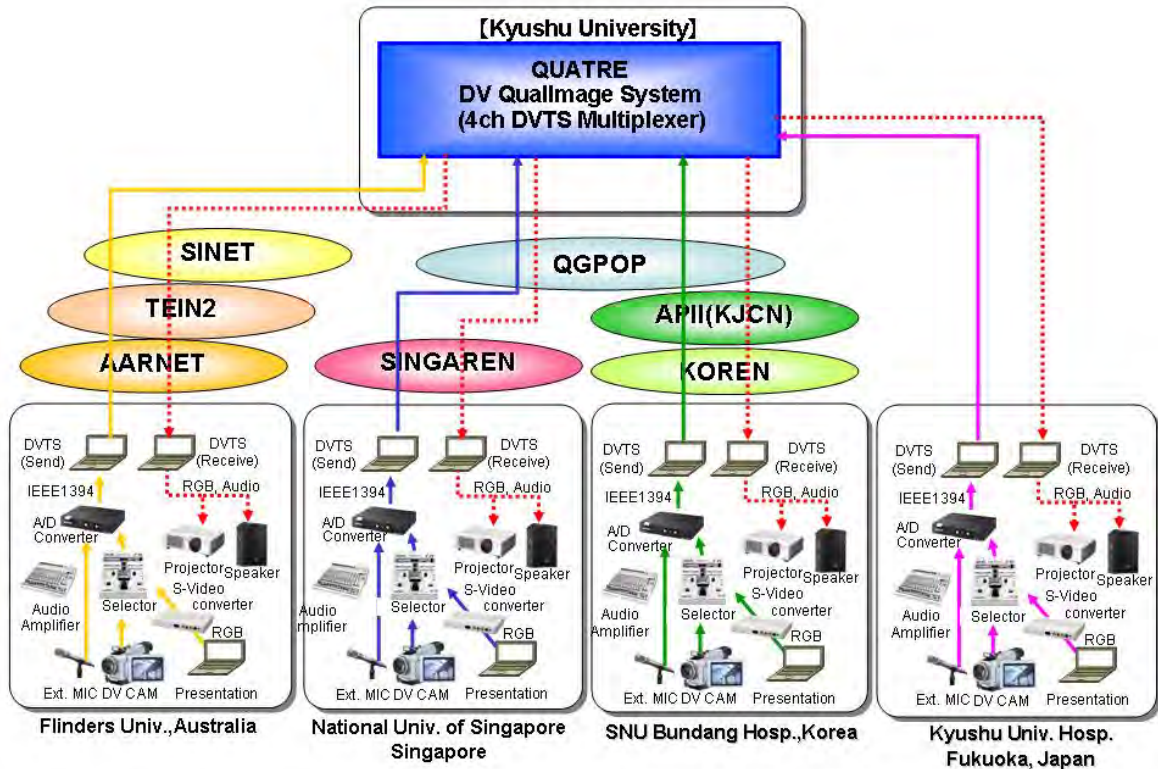 【Kyushu University】
QUATRE
DV QualImage System
(4ch DVTS Multiplexer)
SINET
QGPOP
TEIN2
APII(KJCN)
AARNET
SINGAREN
KOREN
DVTS
(Send)
DVTS
(Receive)
IEEE1394
RGB, Audio
A/D
Converter
Projector
Speaker
S-Video
converter
Selector
Audio
Amplifier
RGB
Ext. MIC
DV CAM
Presentation
Flinders Univ.,Australia
DVTS
(Send)
DVTS
(Receive)
IEEE1394
RGB, Audio
A/D
Converter
Projector
Speaker
S-Video
converter
Selector
Audio
Amplifier
RGB
Ext. MIC
DV CAM
Presentation
National Univ. of Singapore
Singapore
DVTS
(Send)
DVTS
(Receive)
IEEE1394
RGB, Audio
A/D
Converter
Projector
Speaker
S-Video
converter
Selector
Audio
Amplifier
RGB
Ext. MIC
DV CAM
Presentation
SNU Bundang Hosp.,Korea
DVTS
(Send)
DVTS
(Receive)
IEEE1394
RGB, Audio
A/D
Converter
Projector
Speaker
S-Video
converter
Selector
Audio
Amplifier
RGB
Ext. MIC
DV CAM
Presentation
Kyushu Univ. Hosp.
Fukuoka, Japan